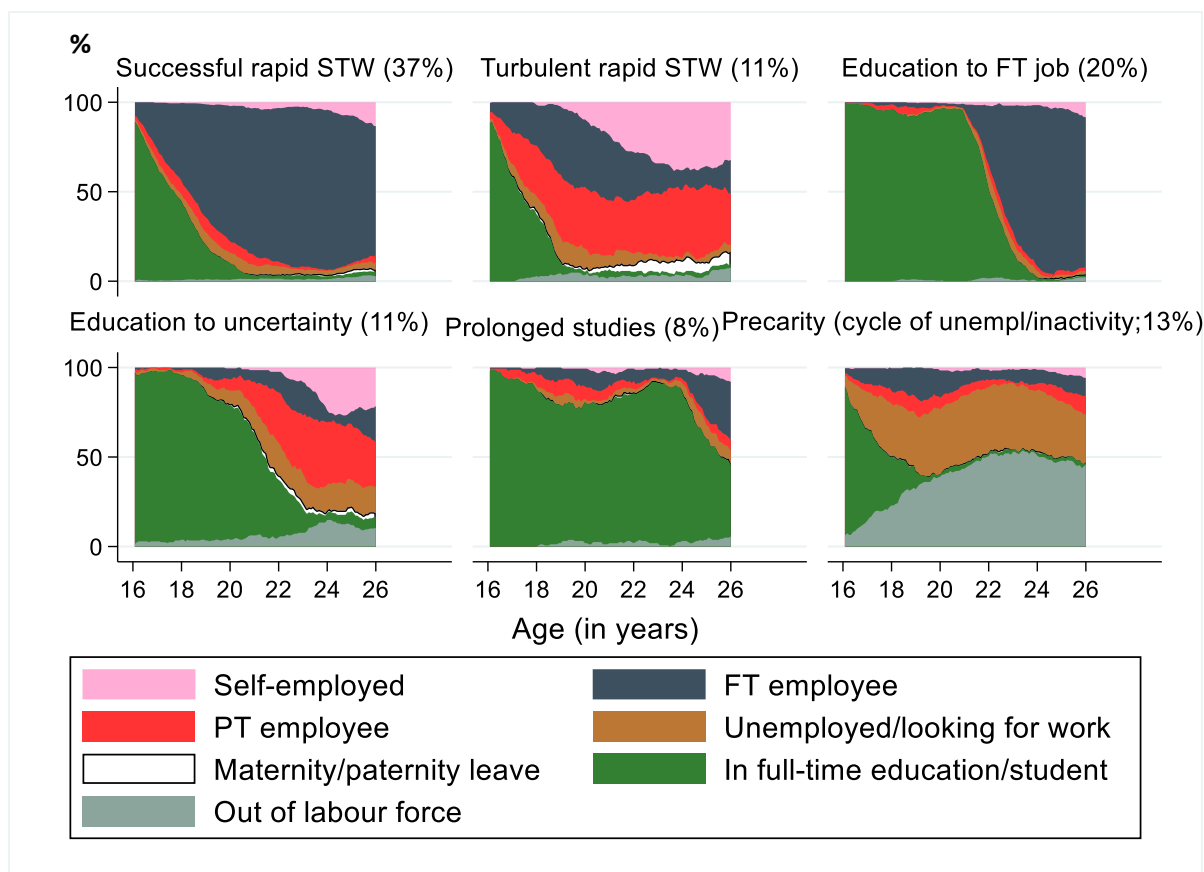 %
Successful rapid STW (37%) Turbulent rapid STW (11%) Education to FT job (20%)
100
50
0
Education to uncertainty (11%) Prolonged studies (8%) Precarity (cycle of unempl/inactivity;13%)
100
50
0
16 18 20 22 24 26 16 18 20 22 24 26 16 18 20 22 24 26
Age (in years)
Self-employed FT employee
PT employee Unemployed/looking for work
Maternity/paternity leave In full-time education/student
Out of labour force